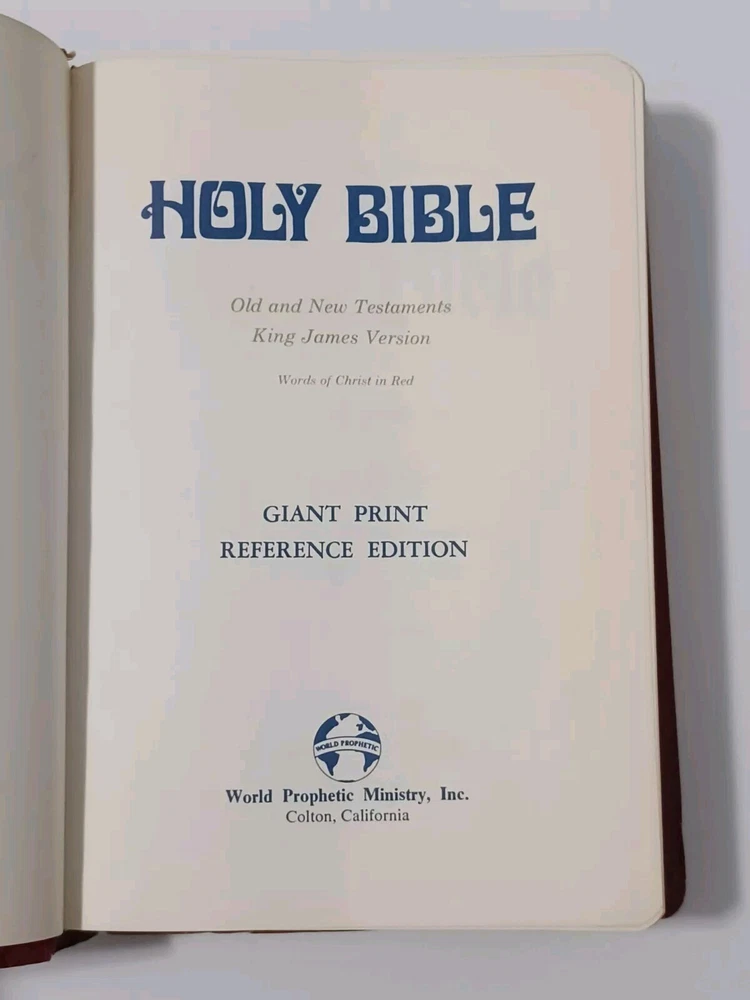 HOLY BIBLE
Old and New Testaments
King James Version
Words of Christ in Red
GIANT PRINT
REFERENCE EDITION
WORLD PROPHETIC
World Prophetic Ministry, Inc.
Colton, California